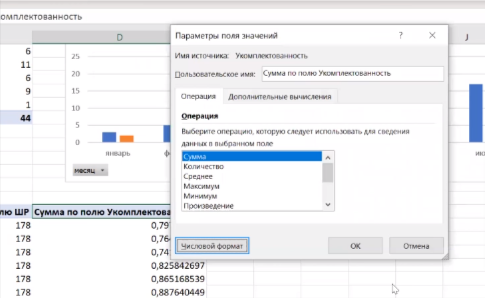 омплектованность
D
J
6
11
6
9
1
44
25
20
15
10
5
0
январь
месяц
Параметры поля значений
?
Имя источника: Укомплектованность
Пользовательское имя: Сумма по полю Укомплектованность
Операция Дополнительные вычисления
Операция
Выберите операцию, которую следует использовать для сведения
данных в выбранном поле
Сумма
Количество
Среднее
Максимум
Минимум
Произведение
Числовой формат ОК Отмена
лю ШР Сумма по полю Укомплектова
178 0,79
178 0,76
178 0,74
178 0,825842697
178 0,865168539
178 0,887640449